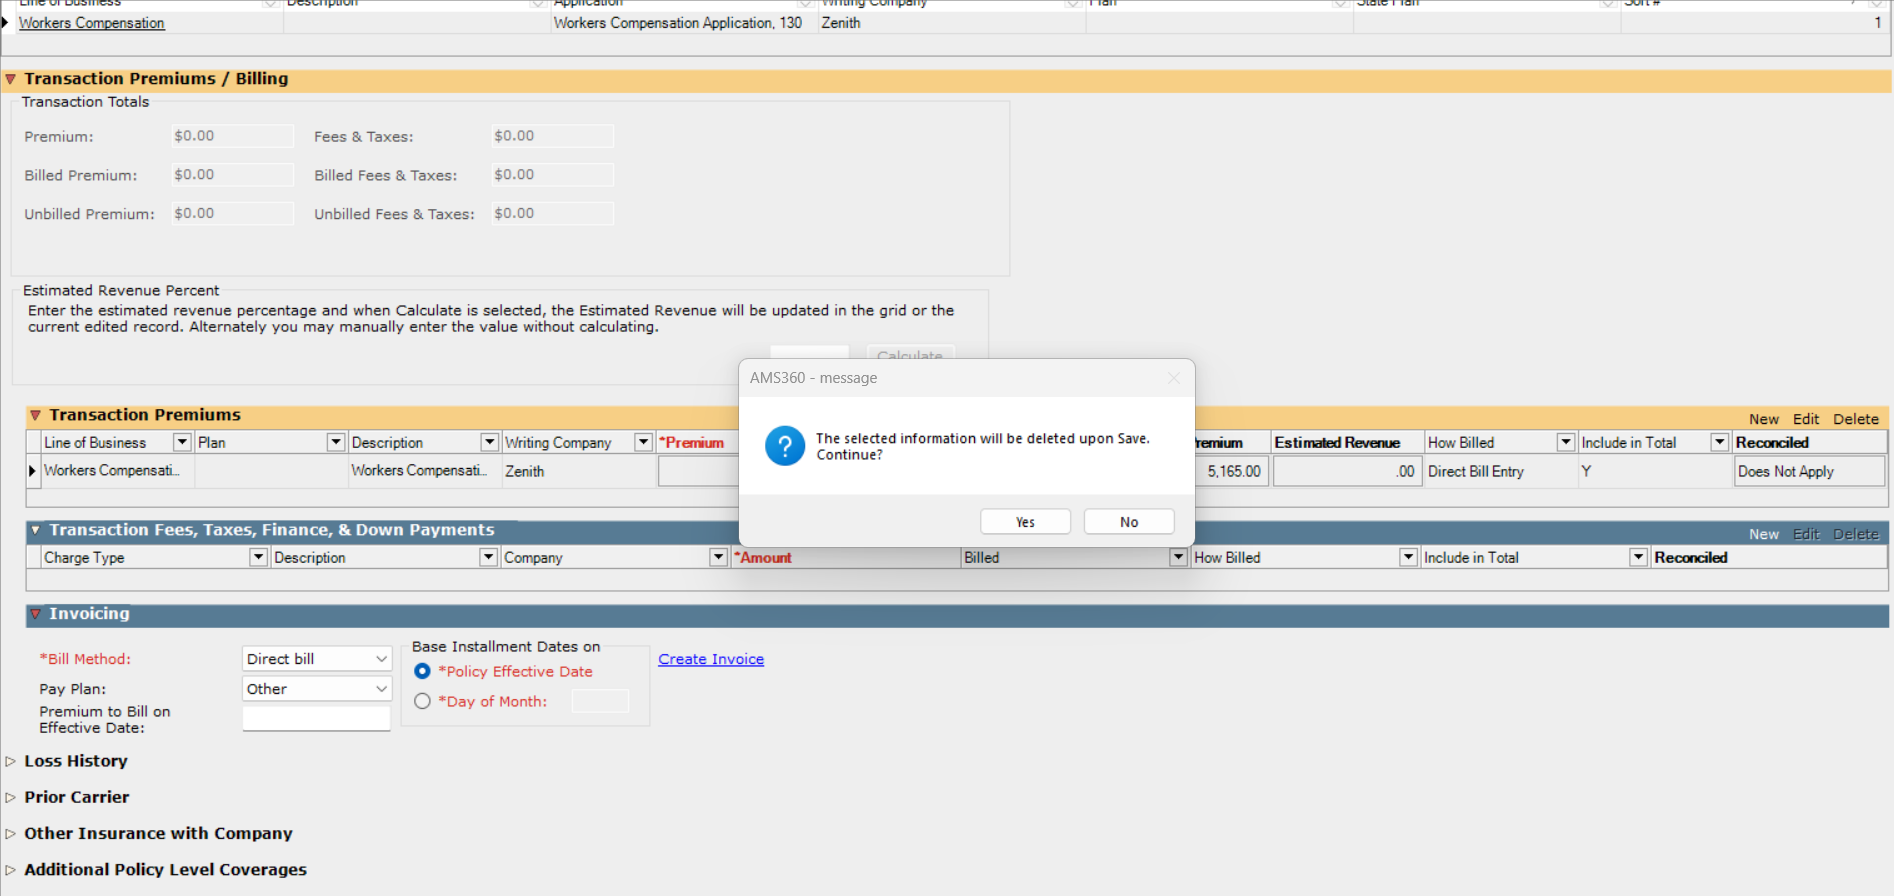 Line of Business Description Application Writing Company Plan State Plan Sort #
Workers Compensation Workers Compensation Application, 130 Zenith 1
Transaction Premiums / Billing
Transaction Totals
Premium: $0.00 Fees & Taxes: $0.00
Billed Premium: $0.00 Billed Fees & Taxes: $0.00
Unbilled Premium: $0.00 Unbilled Fees & Taxes: $0.00
Estimated Revenue Percent
Enter the estimated revenue percentage and when Calculate is selected, the Estimated Revenue will be updated in the grid or the
current edited record. Alternately you may manually enter the value without calculating.
Calculate
AMS360 - message
The selected information will be deleted upon Save.
Continue?
Yes No
Transaction Premiums New Edit Delete
Line of Business Plan Description Writing Company *Premium Premium Estimated Revenue How Billed Include in Total Reconciled
Workers Compensati... Workers Compensati... Zenith 5,165.00 .00 Direct Bill Entry Y Does Not Apply
Transaction Fees, Taxes, Finance, & Down Payments New Edit Delete
Charge Type Description Company *Amount Billed How Billed Include in Total Reconciled
Invoicing
*Bill Method: Direct bill
Pay Plan: Other
Premium to Bill on
Effective Date:
Base Installment Dates on
*Policy Effective Date
*Day of Month:
Create Invoice
Loss History
Prior Carrier
Other Insurance with Company
Additional Policy Level Coverages